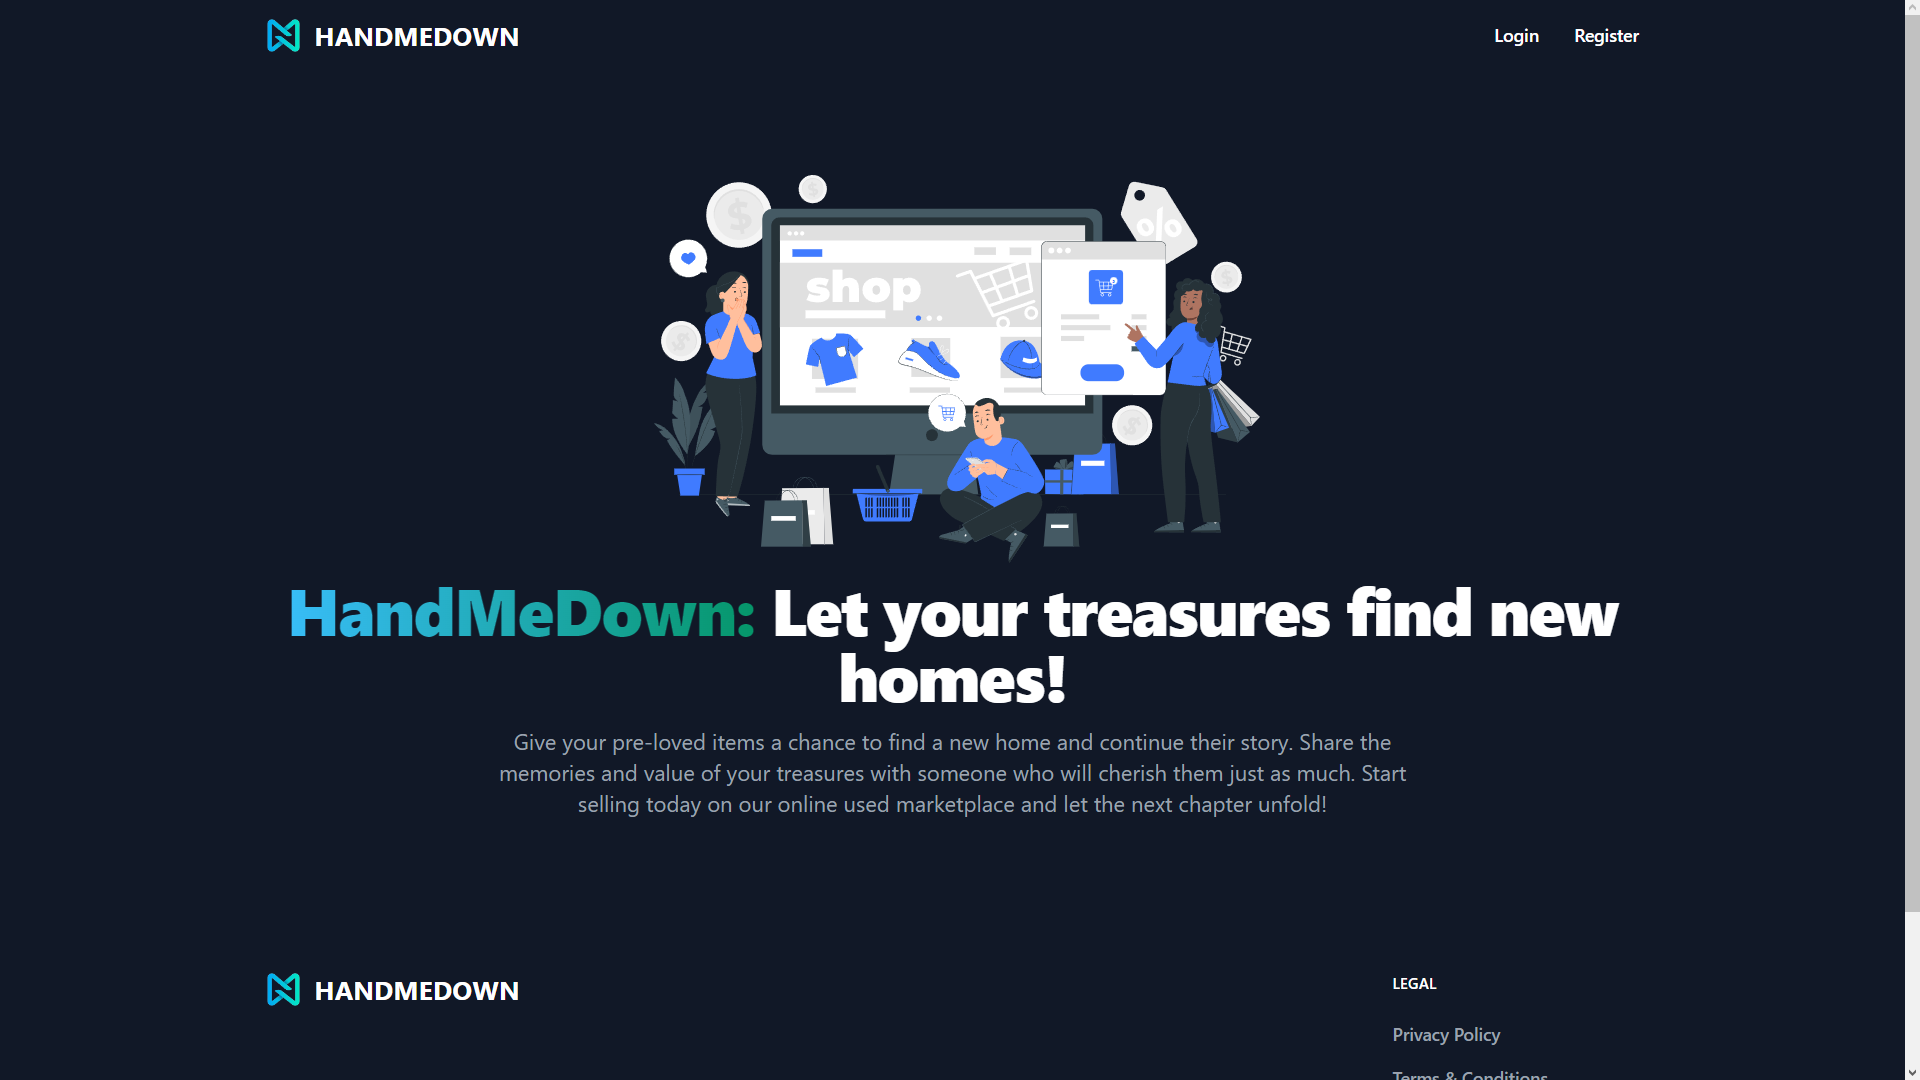 HANDMEDOWN
Login
Register
shop
%
HandMeDown: Let your treasures find new
homes!
Give your pre-loved items a chance to find a new home and continue their story. Share the
memories and value of your treasures with someone who will cherish them just as much. Start
selling today on our online used marketplace and let the next chapter unfold!
HANDMEDOWN
LEGAL
Privacy Policy
Terms & Conditions